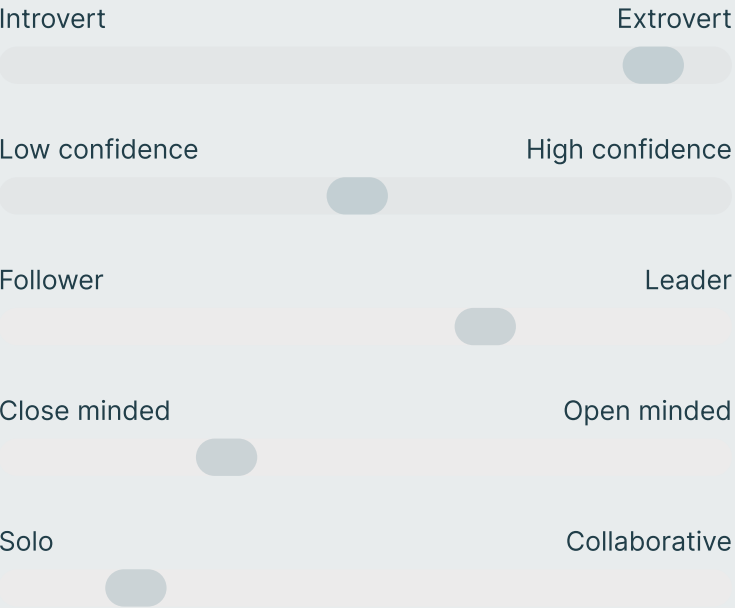 Introvert Extrovert
Low confidence High confidence
Follower Leader
Close minded Open minded
Solo Collaborative